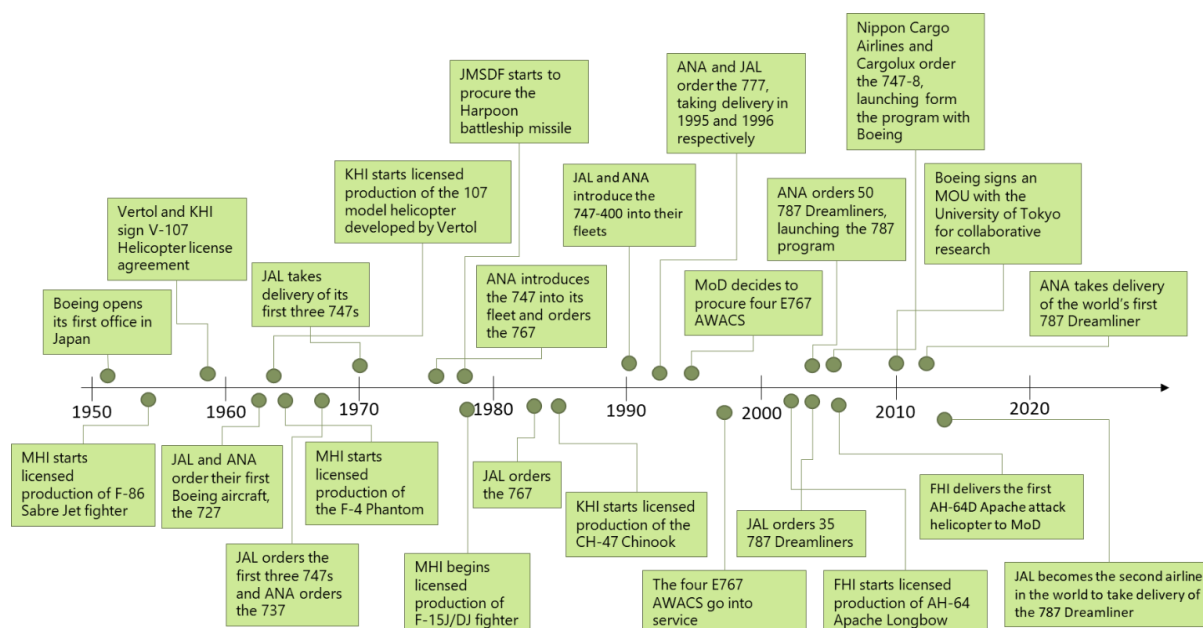 Boeing opens
its first office in
Japan
Vertol and KHI
sign V-107
Helicopter license
agreement
JAL takes
delivery of its
first three 747s
KHI starts licensed
production of the 107
model helicopter
developed by Vertol
JMSDF starts to
procure the
Harpoon
battleship missile
ANA introduces
the 747 into its
fleet and orders
the 767
JAL and ANA
introduce the
747-400 into their
fleets
ANA and JAL
order the 777,
taking delivery in
1995 and 1996
respectively
MoD decides to
procure four E767
AWACS
ANA orders 50
787 Dreamliners,
launching the 787
program
Nippon Cargo
Airlines and
Cargolux order
the 747-8,
launching form
the program with
Boeing
Boeing signs an
MOU with the
University of Tokyo
for collaborative
research
ANA takes delivery
of the world's first
787 Dreamliner
1950
1960
1970
1980
1990
2000
2010
2020
MHI starts
licensed
production of F-86
Sabre Jet fighter
JAL and ANA
order their first
Boeing aircraft,
the 727
JAL orders the
first three 747s
and ANA orders
the 737
MHI starts
licensed
production of
the F-4 Phantom
MHI begins
licensed
production of
F-15J/DJ fighter
JAL orders
the 767
KHI starts licensed
production of the
CH-47 Chinook
The four E767
AWACS go into
service
JAL orders 35
787 Dreamliners
FHI starts licensed
production of AH-64
Apache Longbow
FHI delivers the first
AH-64D Apache attack
helicopter to MoD
JAL becomes the second airline
in the world to take delivery of
the 787 Dreamliner